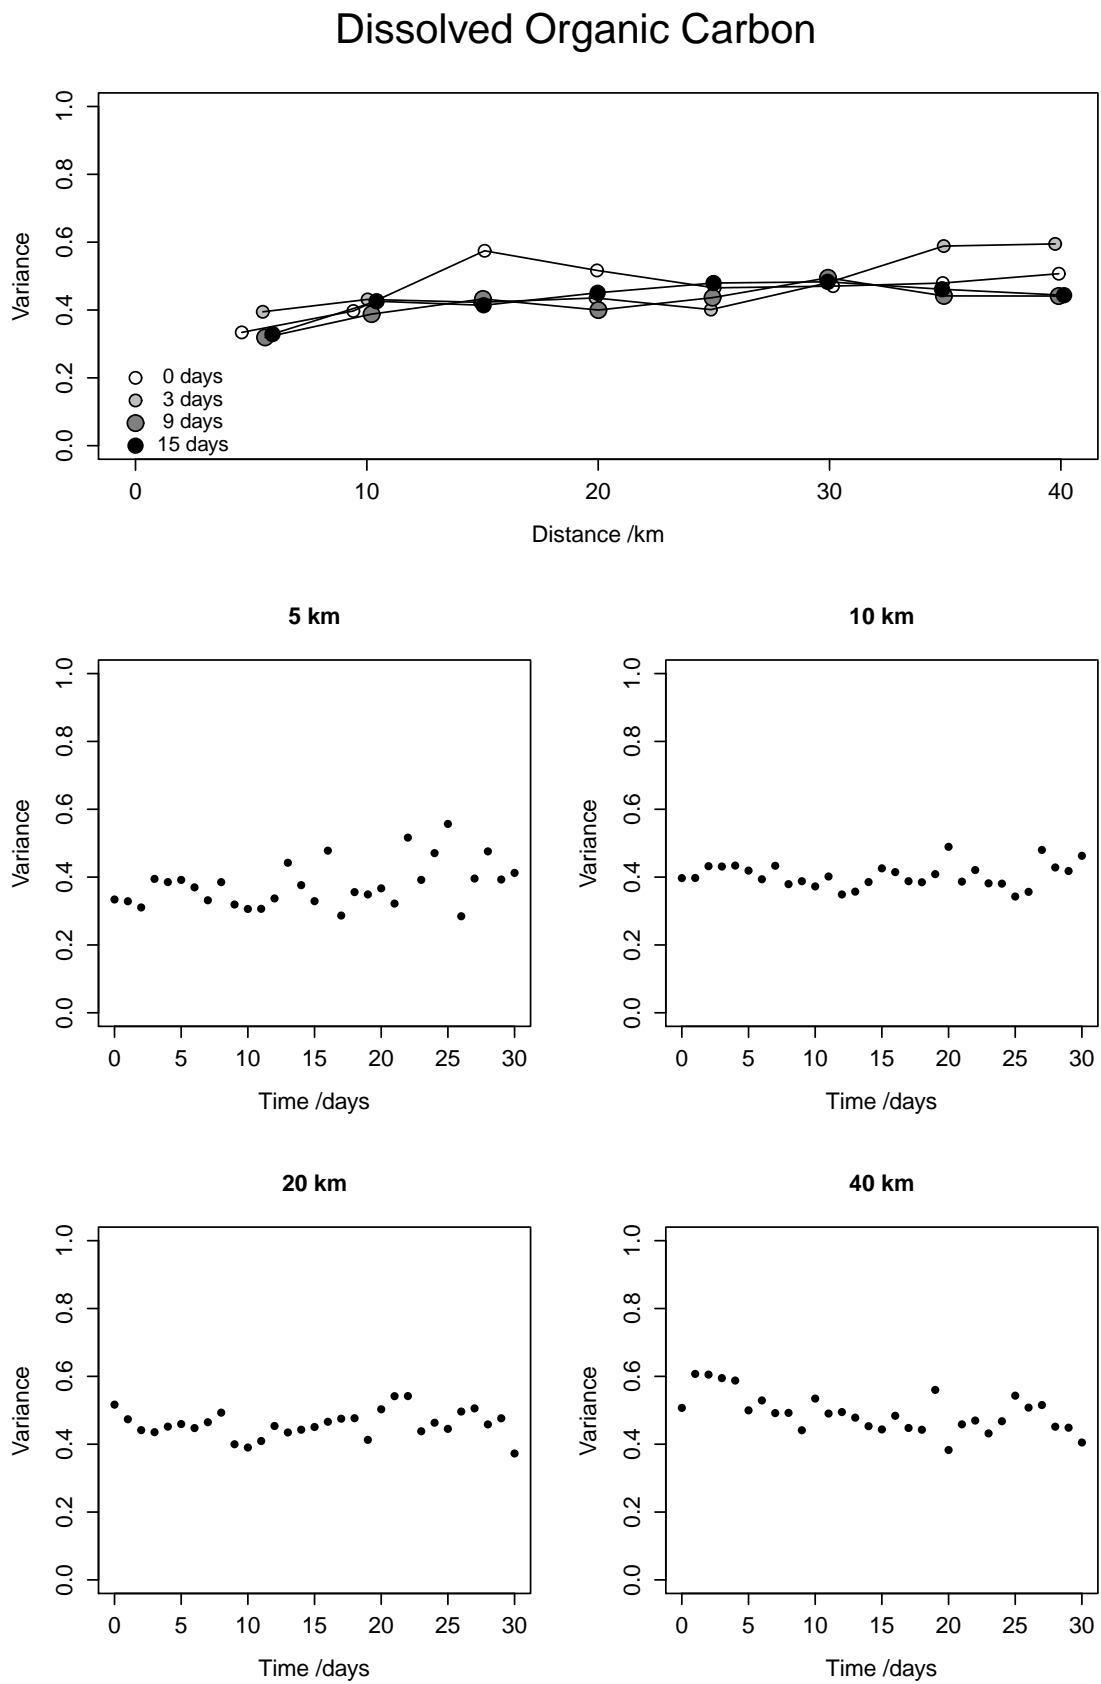 Dissolved Organic Carbon
Variance
0.0 0.2 0.4 0.6 0.8 1.0
0 days
3 days
9 days
15 days
0 10 20 30 40
Distance /km
5 km
Variance
0.0 0.2 0.4 0.6 0.8 1.0
0 5 10 15 20 25 30
Time /days
10 km
Variance
0.0 0.2 0.4 0.6 0.8 1.0
0 5 10 15 20 25 30
Time /days
20 km
Variance
0.0 0.2 0.4 0.6 0.8 1.0
0 5 10 15 20 25 30
Time /days
40 km
Variance
0.0 0.2 0.4 0.6 0.8 1.0
0 5 10 15 20 25 30
Time /days